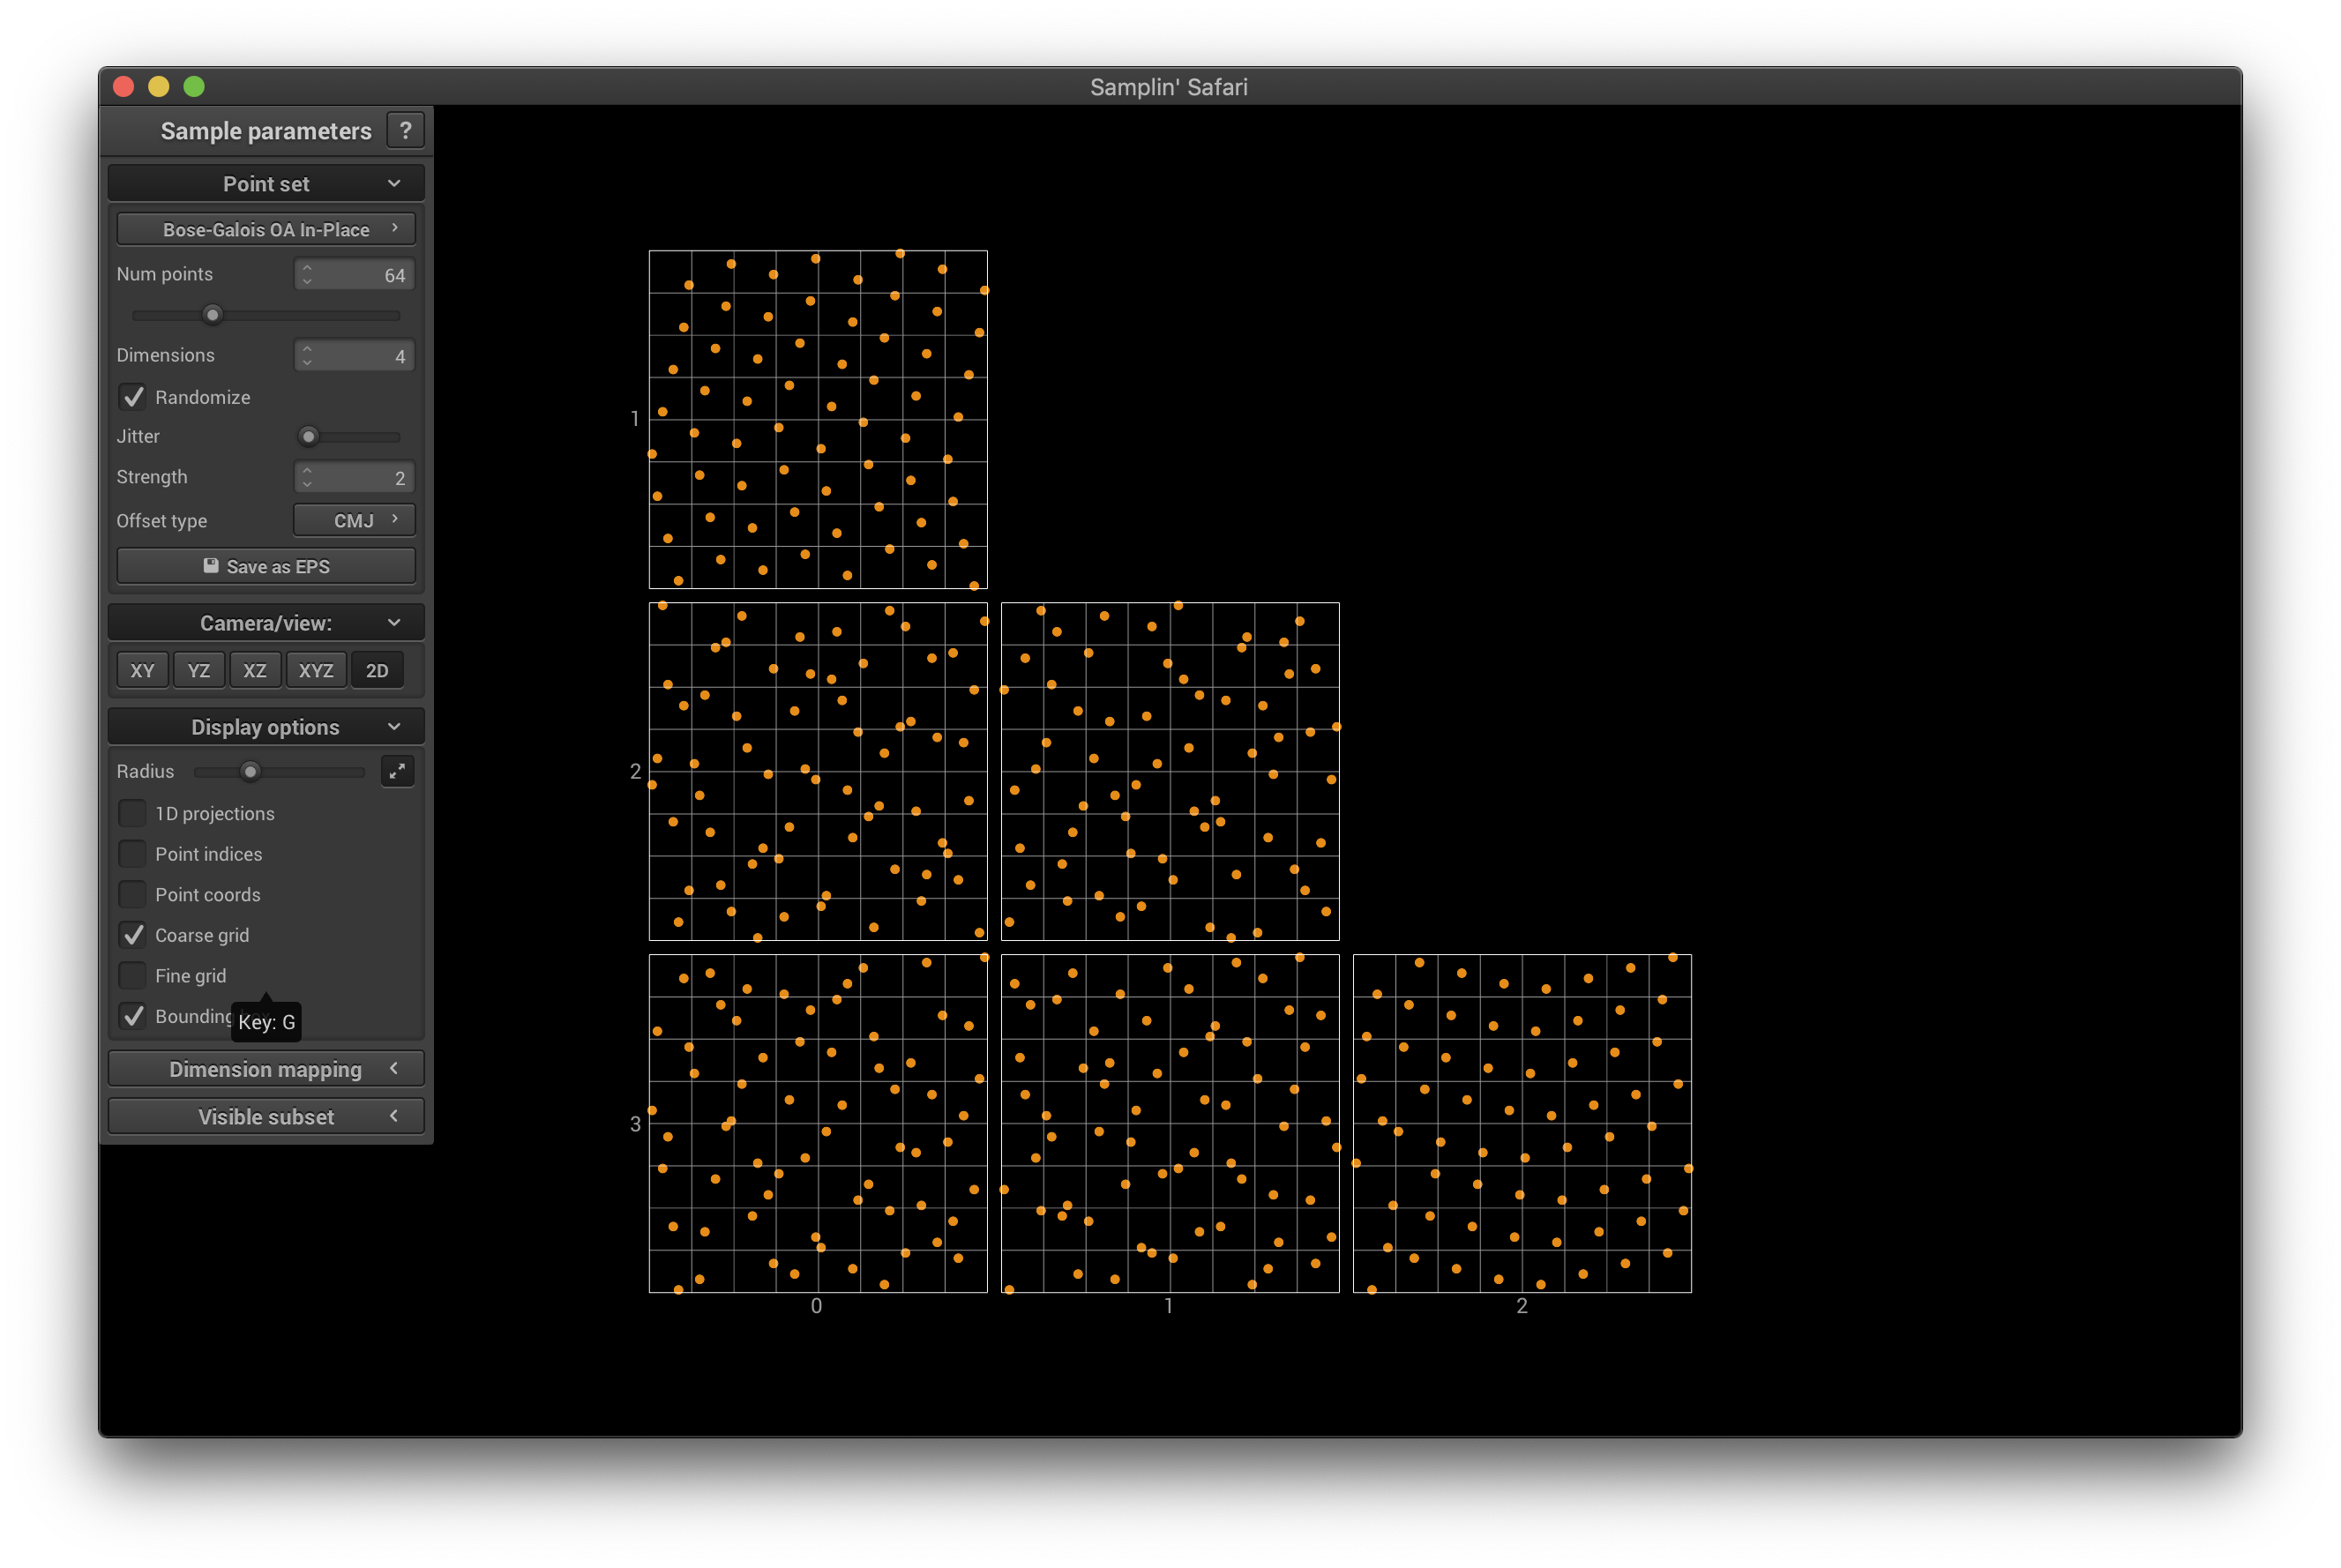 Samplin' Safari
Sample parameters ?
Point set
Bose-Galois OA In-Place
Num points 64
Dimensions 4
Randomize
Jitter
Strength 2
Offset type CMJ
Save as EPS
Camera/view:
XY YZ XZ XYZ 2D
Display options
Radius
1D projections
Point indices
Point coords
Coarse grid
Fine grid
Bounding
Key: G
Dimension mapping
Visible subset
1
2
3
0 1 2